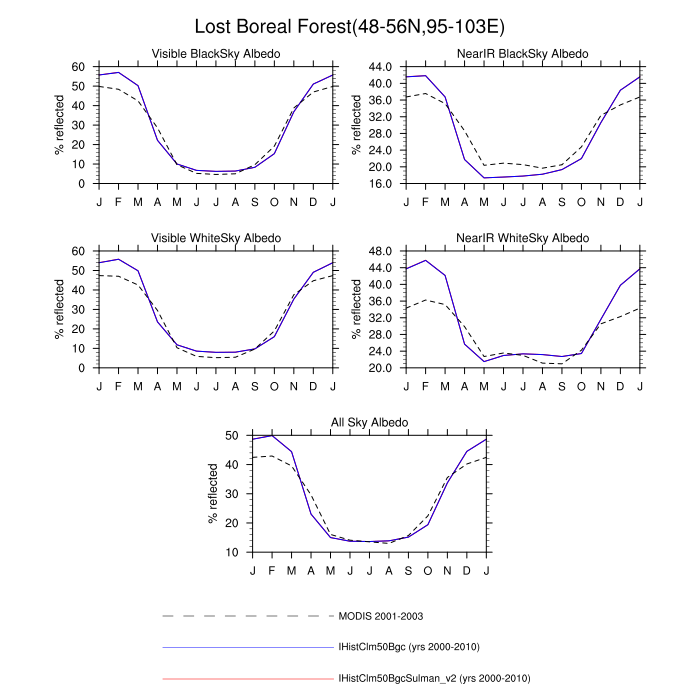 Lost Boreal Forest(48-56N,95-103E)
Visible BlackSky Albedo
% reflected
60
50
40
30
20
10
0
J F M A M J J A S O N D J
NearIR BlackSky Albedo
% reflected
44.0
40.0
36.0
32.0
28.0
24.0
20.0
16.0
J F M A M J J A S O N D J
Visible WhiteSky Albedo
% reflected
60
50
40
30
20
10
0
J F M A M J J A S O N D J
NearIR WhiteSky Albedo
% reflected
48.0
44.0
40.0
36.0
32.0
28.0
24.0
20.0
J F M A M J J A S O N D J
All Sky Albedo
% reflected
50
40
30
20
10
J F M A M J J A S O N D J
MODIS 2001-2003
IHistClm50Bgc (yrs 2000-2010)
IHistClm50BgcSulman_v2 (yrs 2000-2010)